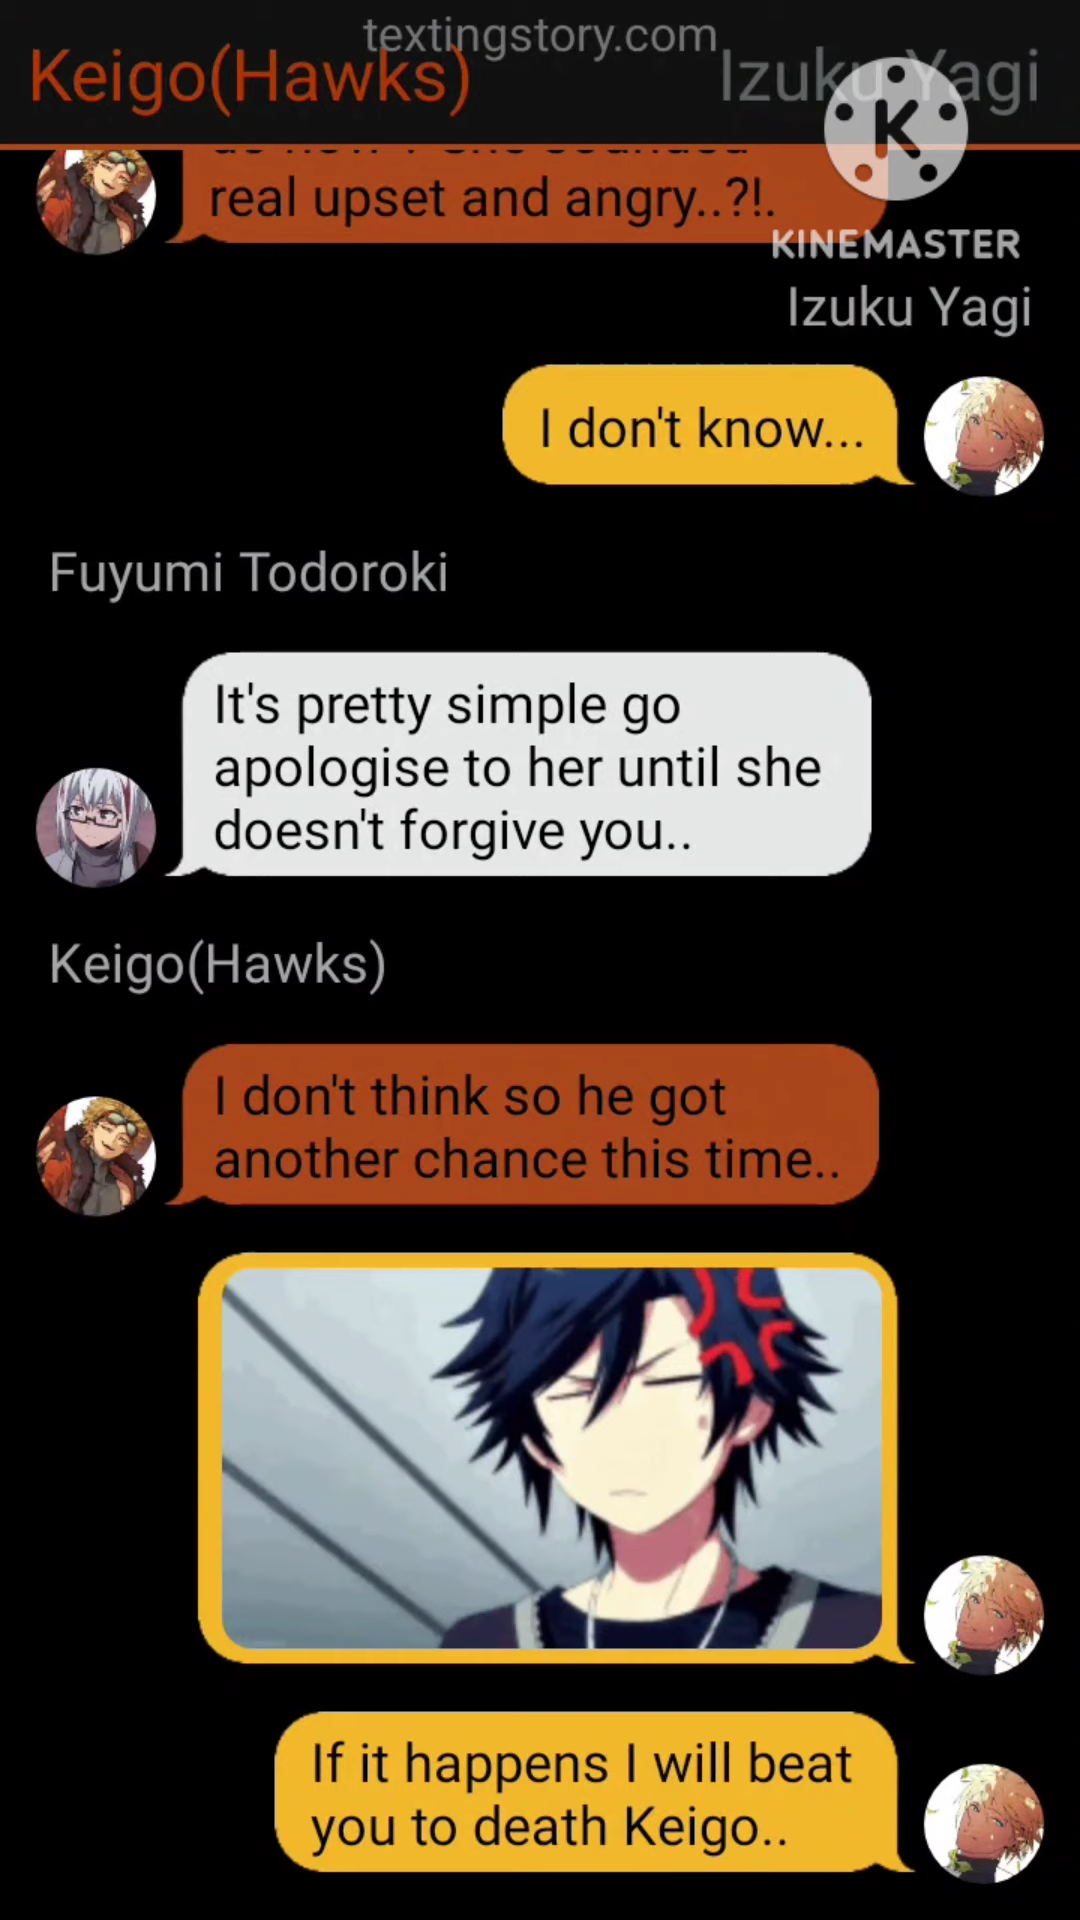 textingstory.com
Keigo(Hawks)
Izuku Yagi
real upset and angry..?!.
K
KINEMASTER
Izuku Yagi
I don't know...
Fuyumi Todoroki
It's pretty simple go
apologise to her until she
doesn't forgive you..
Keigo(Hawks)
I don't think so he got
another chance this time..
If it happens I will beat
you to death Keigo..